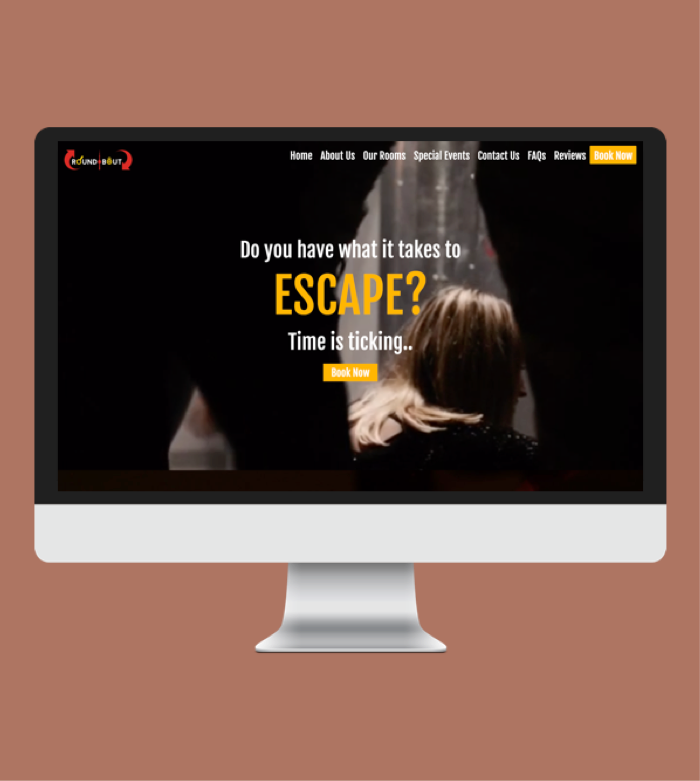 ROUND-BOUT
Home About Us Our Rooms Special Events Contact Us FAQs Reviews Book Now
Do you have what it takes to
ESCAPE?
Time is ticking..
Book Now